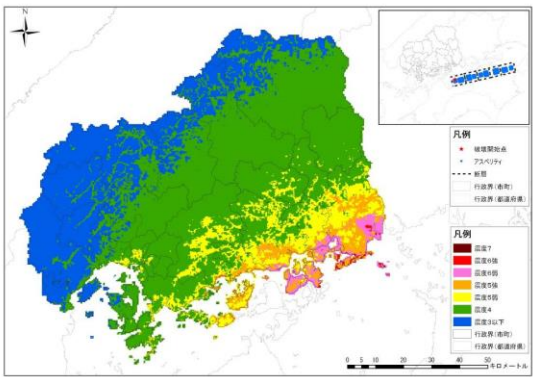 凡例
破壊開始点
アスペリティ
断層
行政界(市町)
行政界(都道府県)
凡例
震度7
震度6強
震度6弱
震度5強
震度5弱
震度4
震度3以下
行政界(市町)
行政界(都道府県)
0 5 10 20 30 40 50
キロメートル